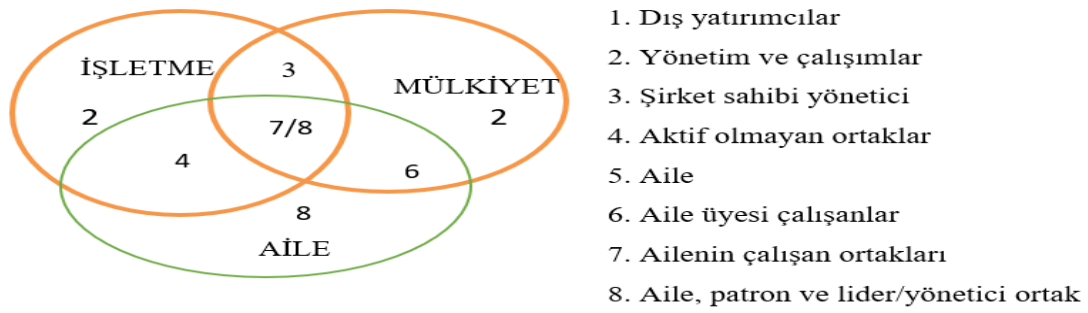 İŞLETME
3
MÜLKİYET
2
2
7/8
4
6
8
AİLE
1. Dış yatırımcılar
2. Yönetim ve çalışımlar
3. Şirket sahibi yönetici
4. Aktif olmayan ortaklar
5. Aile
6. Aile üyesi çalışanlar
7. Ailenin çalışan ortakları
8. Aile, patron ve lider/yönetici ortak